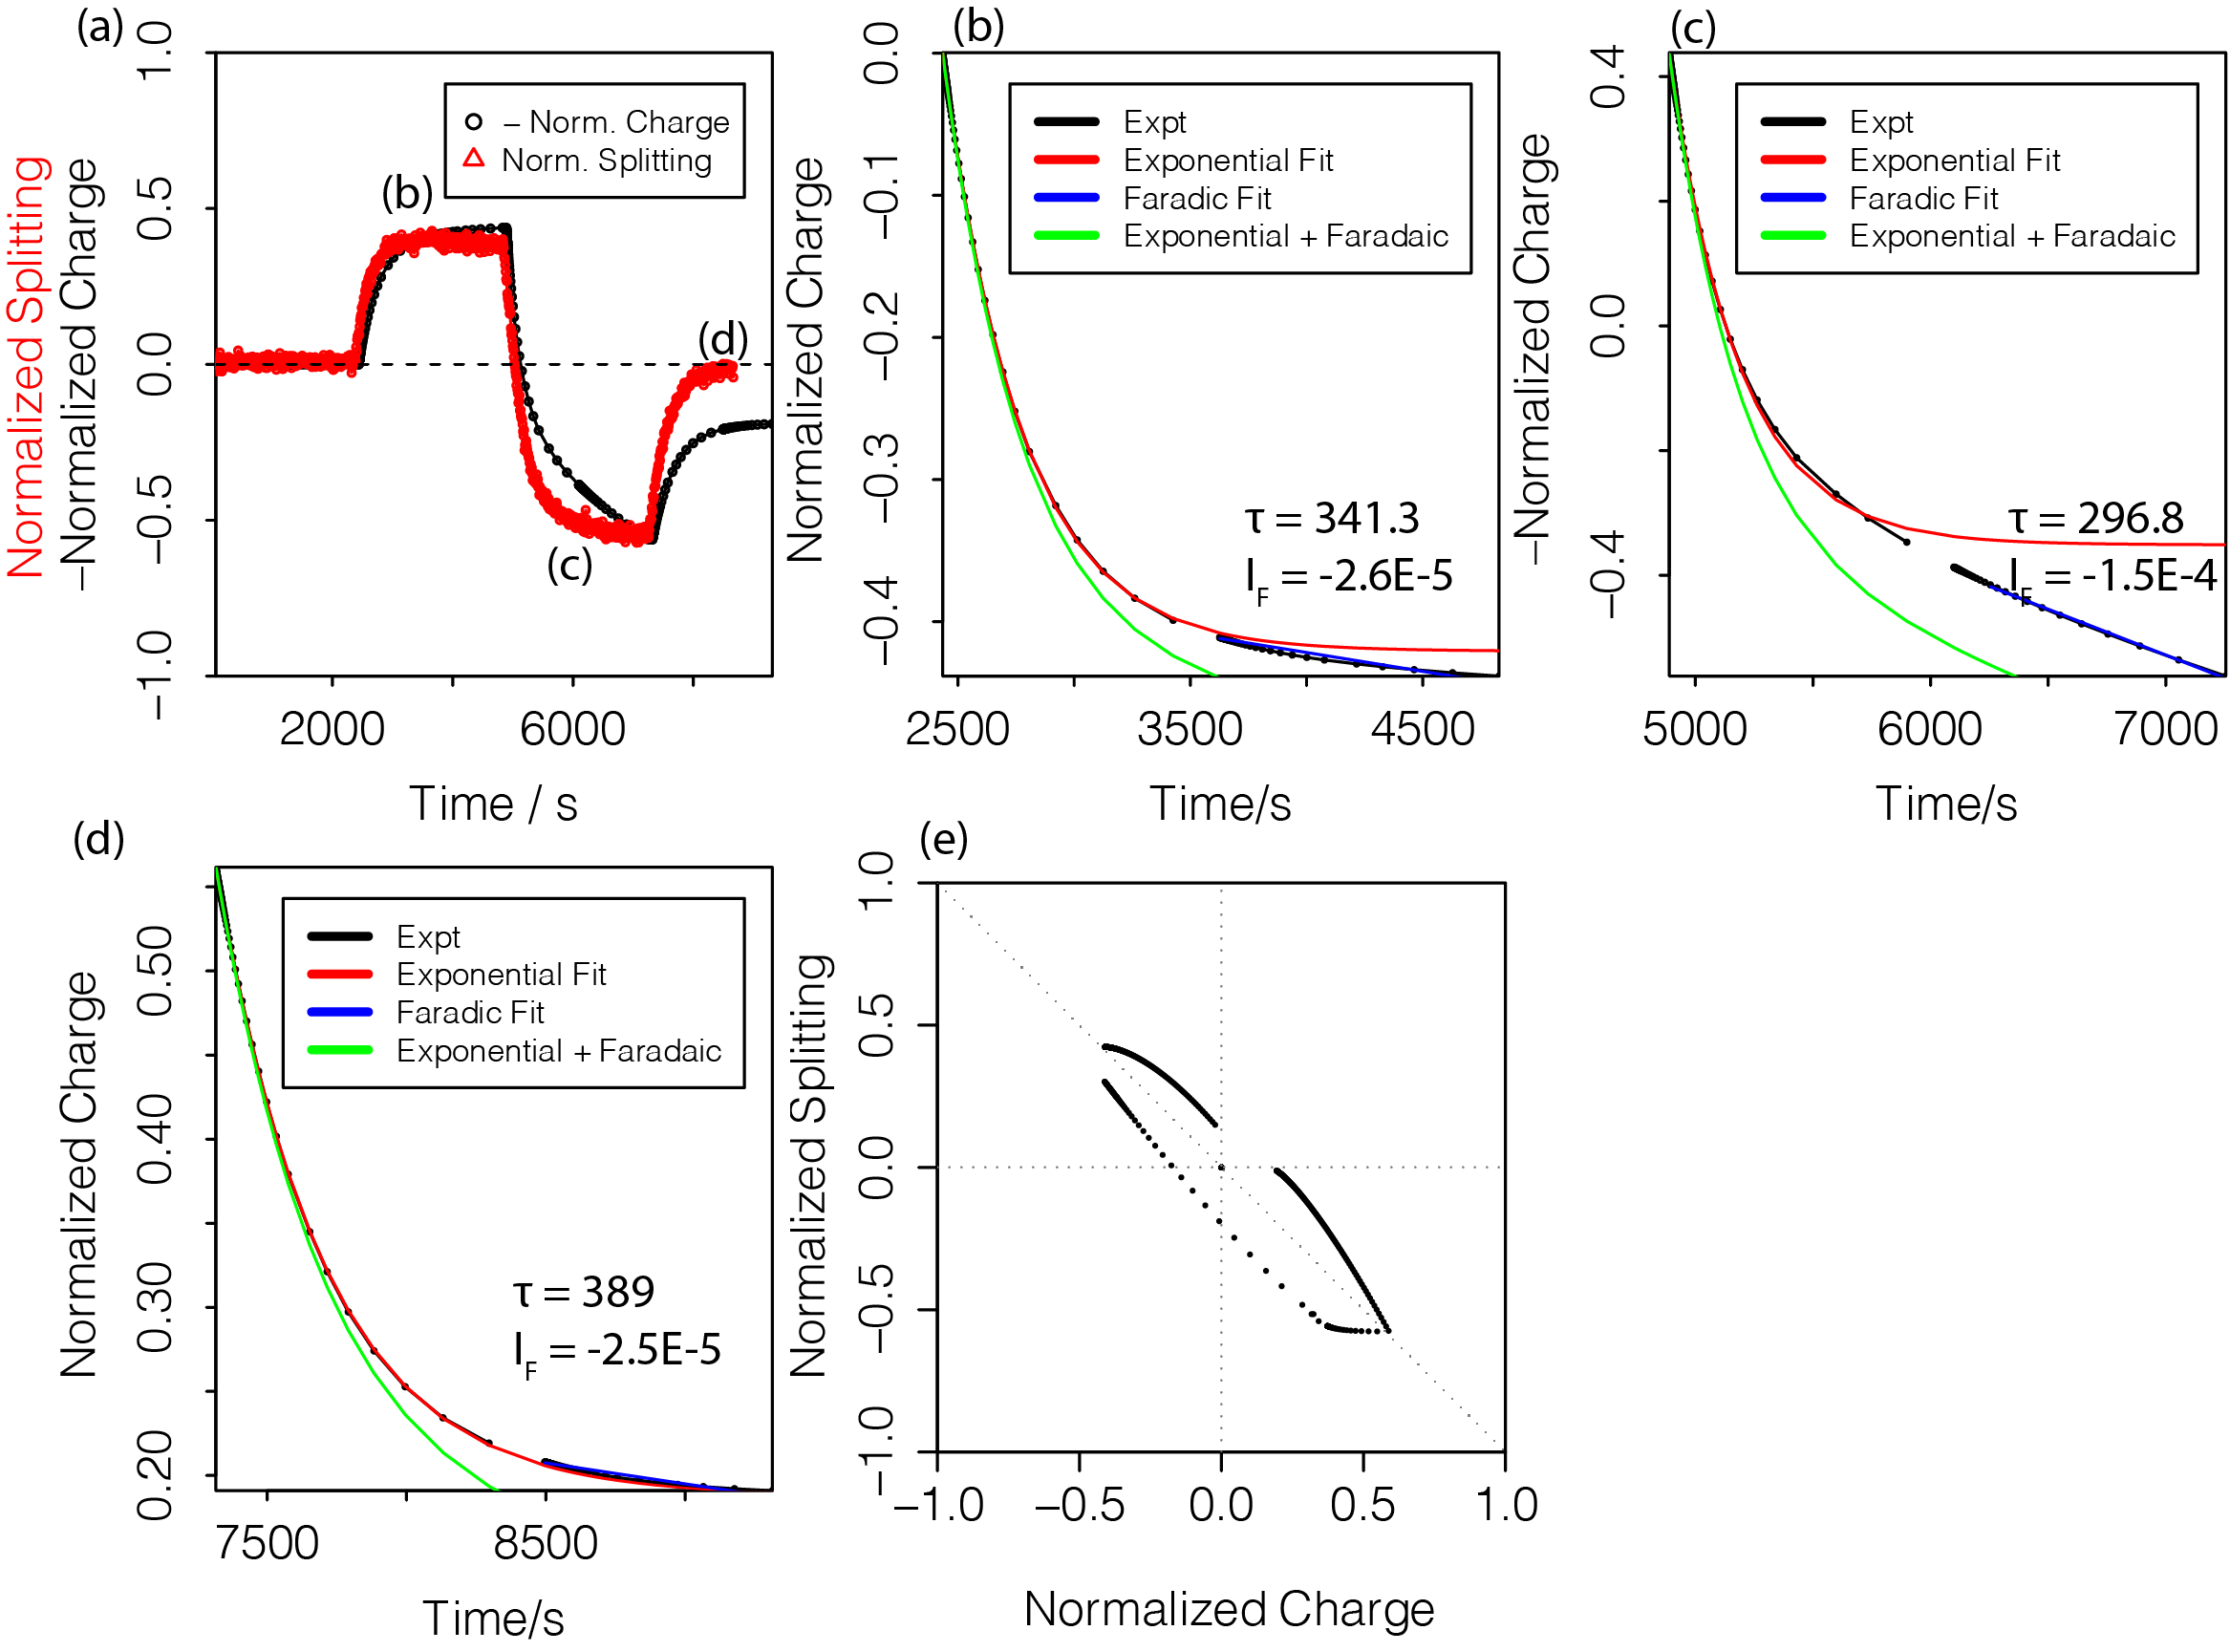 (a)
Normalized Splitting
−Normalized Charge
1.0
0.5
0.0
−0.5
−1.0
− Norm. Charge
Norm. Splitting
(b)
(d)
(c)
2000
6000
Time / s
(b)
Normalized Charge
0.0
−0.1
−0.2
−0.3
−0.4
Expt
Exponential Fit
Faradic Fit
Exponential + Faradaic
τ = 341.3
IF = -2.6E-5
2500
3500
4500
Time/s
(c)
−Normalized Charge
0.4
0.0
−0.4
Expt
Exponential Fit
Faradic Fit
Exponential + Faradaic
τ = 296.8
IF = -1.5E-4
5000
6000
7000
Time/s
(d)
Normalized Charge
0.50
0.40
0.30
0.20
Expt
Exponential Fit
Faradic Fit
Exponential + Faradaic
τ = 389
IF = -2.5E-5
7500
8500
Time/s
(e)
Normalized Splitting
1.0
0.5
0.0
−0.5
−1.0
−1.0
−0.5
0.0
0.5
1.0
Normalized Charge